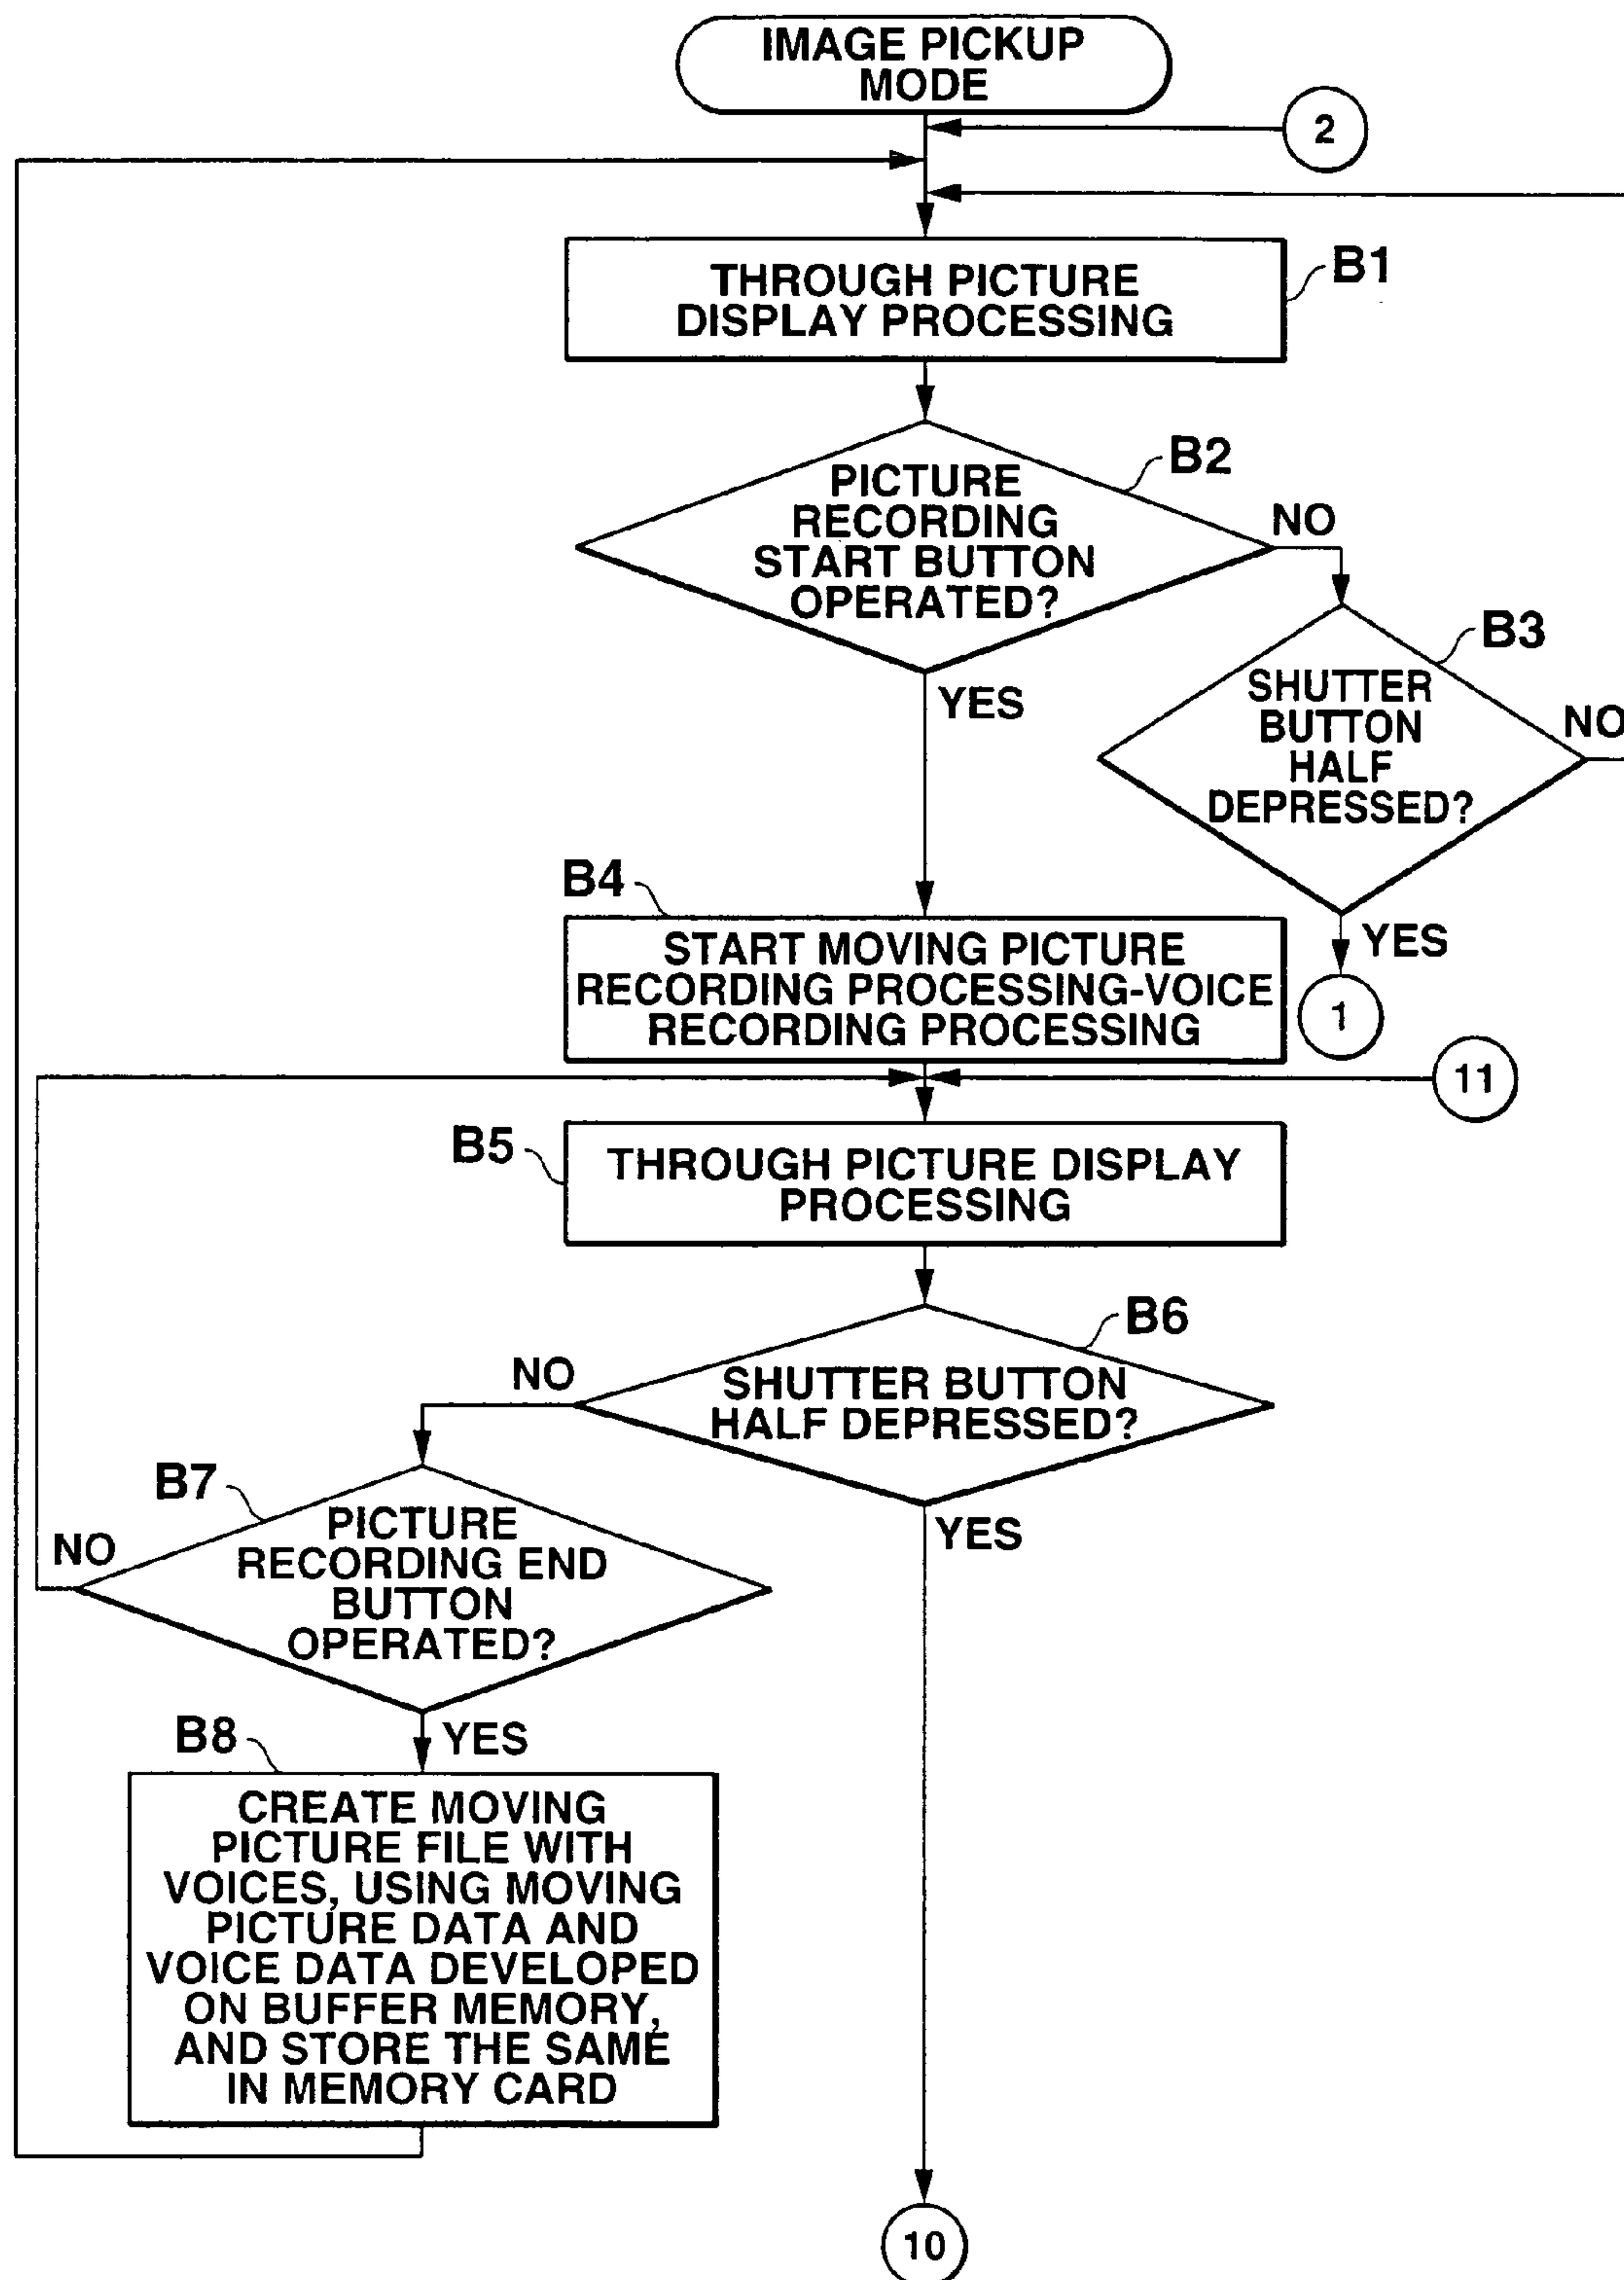 IMAGE PICKUP
MODE
2
THROUGH PICTURE
DISPLAY PROCESSING
B1
B2
PICTURE
RECORDING
START BUTTON
OPERATED?
NO
YES
B3
SHUTTER
BUTTON
HALF
DEPRESSED?
NO
YES
1
B4
START MOVING PICTURE
RECORDING PROCESSING-VOICE
RECORDING PROCESSING
11
B5
THROUGH PICTURE DISPLAY
PROCESSING
B6
SHUTTER BUTTON
HALF DEPRESSED?
NO
YES
B7
PICTURE
RECORDING END
BUTTON
OPERATED?
NO
YES
B8
CREATE MOVING
PICTURE FILE WITH
VOICES, USING MOVING
PICTURE DATA AND
VOICE DATA DEVELOPED
ON BUFFER MEMORY,
AND STORE THE SAME
IN MEMORY CARD
10